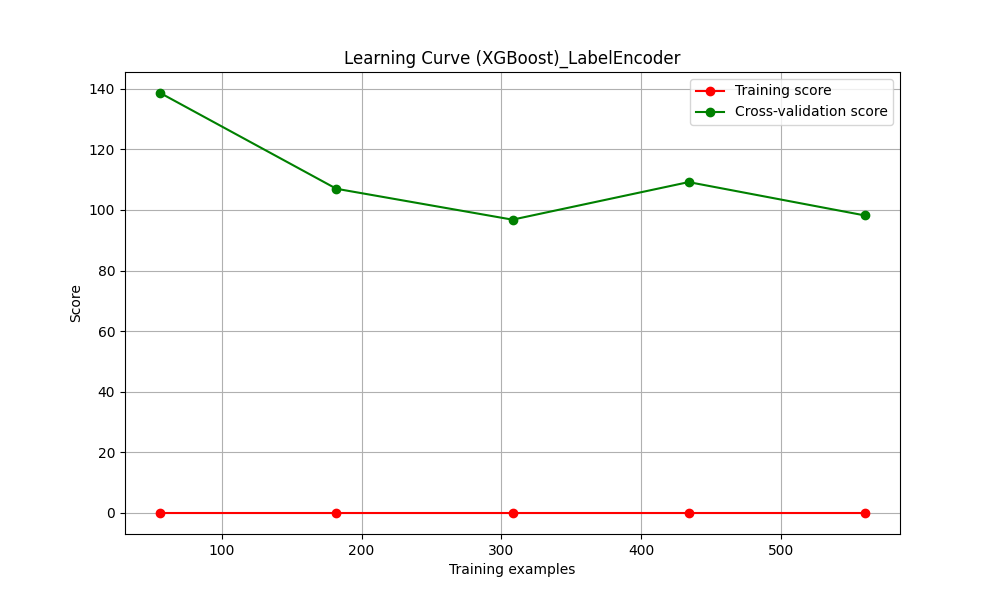 Learning Curve (XGBoost)_LabelEncoder
Training score
Cross-validation score
140
120
100
80
60
40
20
0
Score
100 200 300 400 500
Training examples